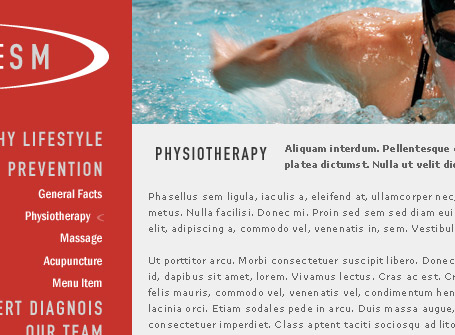 ESM
HY LIFESTYLE
PREVENTION
General Facts
Physiotherapy <
Massage
Acupuncture
Menu Item
ERT DIAGNOIS
OUR TEAM
PHYSIOTHERAPY
Aliquam interdum. Pellentesque
platea dictumst. Nulla ut velit di
Phasellus sem ligula, iaculis a, eleifend at, ullamcorper nec,
metus. Nulla facilisi. Donec mi. Proin sed sem sed diam eui
elit, adipiscing a, commodo vel, venenatis in, sem. Vestibul
Ut porttitor arcu. Morbi consectetuer suscipit libero. Donec
id, dapibus sit amet, lorem. Vivamus lectus. Cras ac est. Cr
felis mauris, commodo vel, venenatis vel, condimentum hen
lacinia orci. Etiam sodales pede in arcu. Duis massa augue,
consectetuer imperdiet. Class aptent taciti sociosqu ad lito